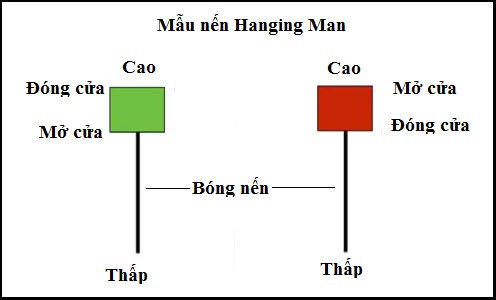 Mẫu nến Hanging Man
Cao
Đóng cửa
Mở cửa
Thấp
Bóng nến
Cao
Mở cửa
Đóng cửa
Thấp